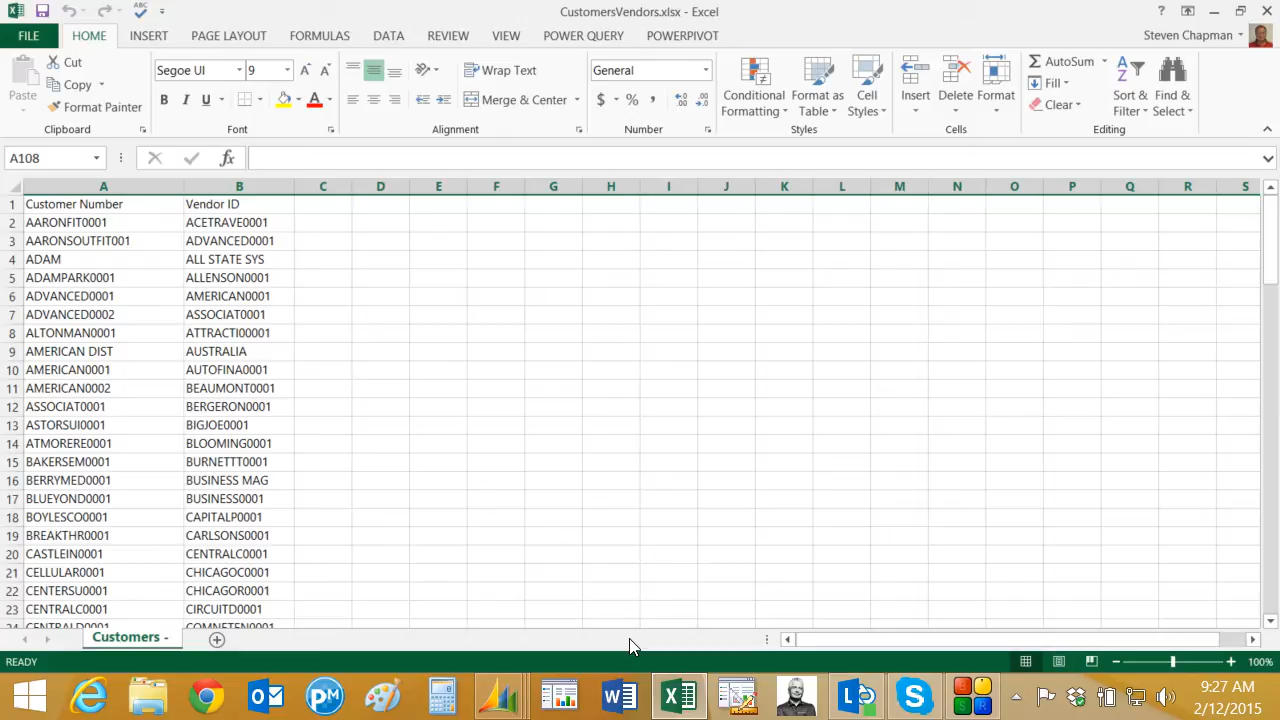 CustomersVendors.xlsx - Excel
FILE HOME INSERT PAGE LAYOUT FORMULAS DATA REVIEW VIEW POWER QUERY POWERPIVOT Steven Chapman
Paste
Cut
Copy
Format Painter
Clipboard
Segoe UI 9
B I U A
Font
Wrap Text
Merge & Center
Alignment
General
$ % ,
Number
Conditional Formatting
Format as Table
Cell Styles
Styles
Insert
Delete
Format
Cells
AutoSum
Fill
Clear
Sort & Filter
Find & Select
Editing
A108 fx
A B C D E F G H I J K L M N O P Q R S
1 Customer Number Vendor ID
2 AARONFIT0001 ACETRAVE0001
3 AARONSOUTFIT001 ADVANCED0001
4 ADAM ALL STATE SYS
5 ADAMPARK0001 ALLENSON0001
6 ADVANCED0001 AMERICAN0001
7 ADVANCED0002 ASSOCIAT0001
8 ALTONMAN0001 ATTRACTI00001
9 AMERICAN DIST AUSTRALIA
10 AMERICAN0001 AUTOFINA0001
11 AMERICAN0002 BEAUMONT0001
12 ASSOCIAT0001 BERGERON0001
13 ASTORSUI0001 BIGJOE0001
14 ATMORERE0001 BLOOMING0001
15 BAKERSEM0001 BURNETTT0001
16 BERRYMED0001 BUSINESS MAG
17 BLUEYOND0001 BUSINESS0001
18 BOYLESCO0001 CAPITALP0001
19 BREAKTHR0001 CARLSONS0001
20 CASTLEIN0001 CENTRALC0001
21 CELLULAR0001 CHICAGOC0001
22 CENTERSU0001 CHICAGOR0001
23 CENTRALC0001 CIRCUITD0001
24 CENTRALD0001 COMNETEN0001
Customers -
READY 100%
9:27 AM
2/12/2015